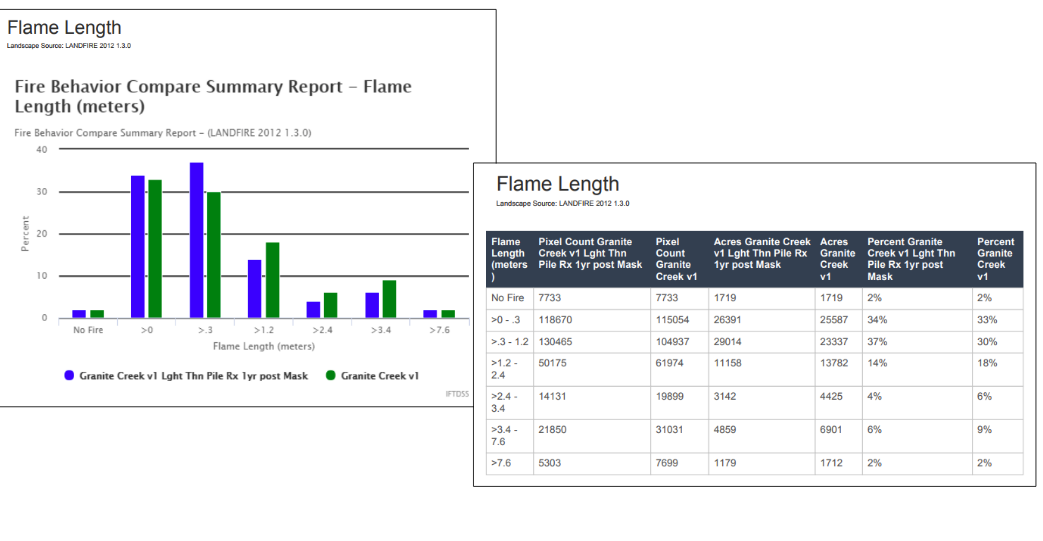 Flame Length
Landscape Source: LANDFIRE 2012 1.3.0
Fire Behavior Compare Summary Report – Flame
Length (meters)
Fire Behavior Compare Summary Report – (LANDFIRE 2012 1.3.0)
40
30
20
10
0
Percent
No Fire >0 >.3 >1.2 >2.4 >3.4 >7.6
Flame Length (meters)
Granite Creek v1 Lght Thn Pile Rx 1yr post Mask Granite Creek v1
IFTDSS
Flame Length
Landscape Source: LANDFIRE 2012 1.3.0
Flame Pixel Count Granite Pixel Acres Granite Creek Acres Percent Granite Percent
Length Creek v1 Lght Thn Count v1 Lght Thn Pile Rx Granite Creek v1 Lght Thn Granite
(meters Pile Rx 1yr post Mask Granite 1yr post Mask Creek Pile Rx 1yr post Creek
) Creek v1 v1 Mask v1
No Fire 7733 7733 1719 1719 2% 2%
>0 - .3 118670 115054 26391 25587 34% 33%
>.3 - 1.2 130465 104937 29014 23337 37% 30%
>1.2 - 50175 61974 11158 13782 14% 18%
2.4
>2.4 - 14131 19899 3142 4425 4% 6%
3.4
>3.4 - 21850 31031 4859 6901 6% 9%
7.6
>7.6 5303 7699 1179 1712 2% 2%